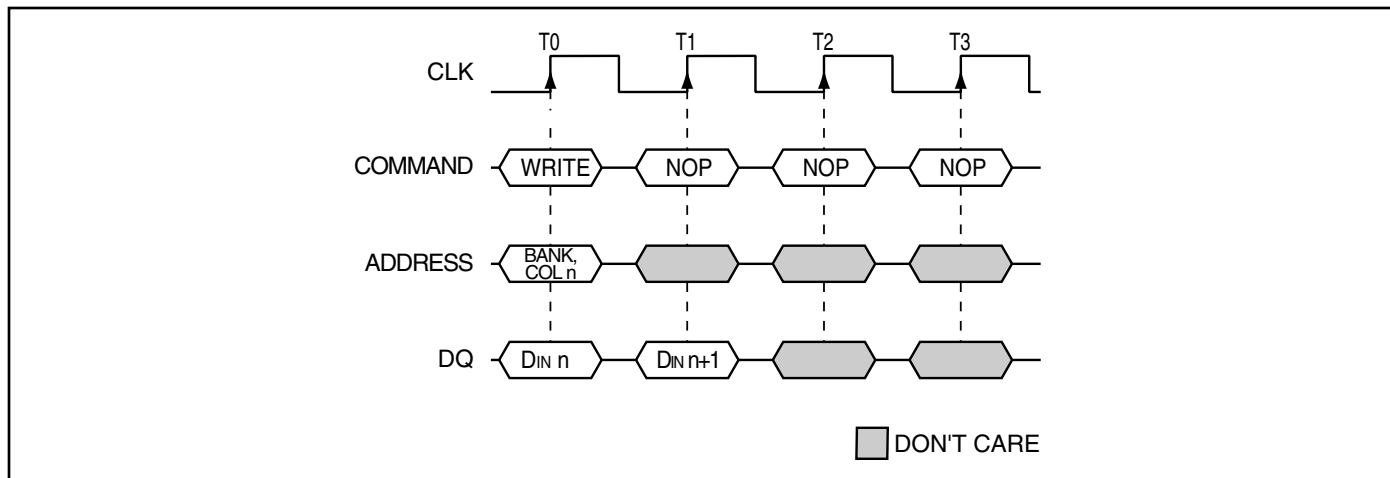 T0 T1 T2 T3
CLK
COMMAND WRITE NOP NOP NOP
ADDRESS BANK,
COL n
DQ DIN n DIN n+1
DON'T CARE